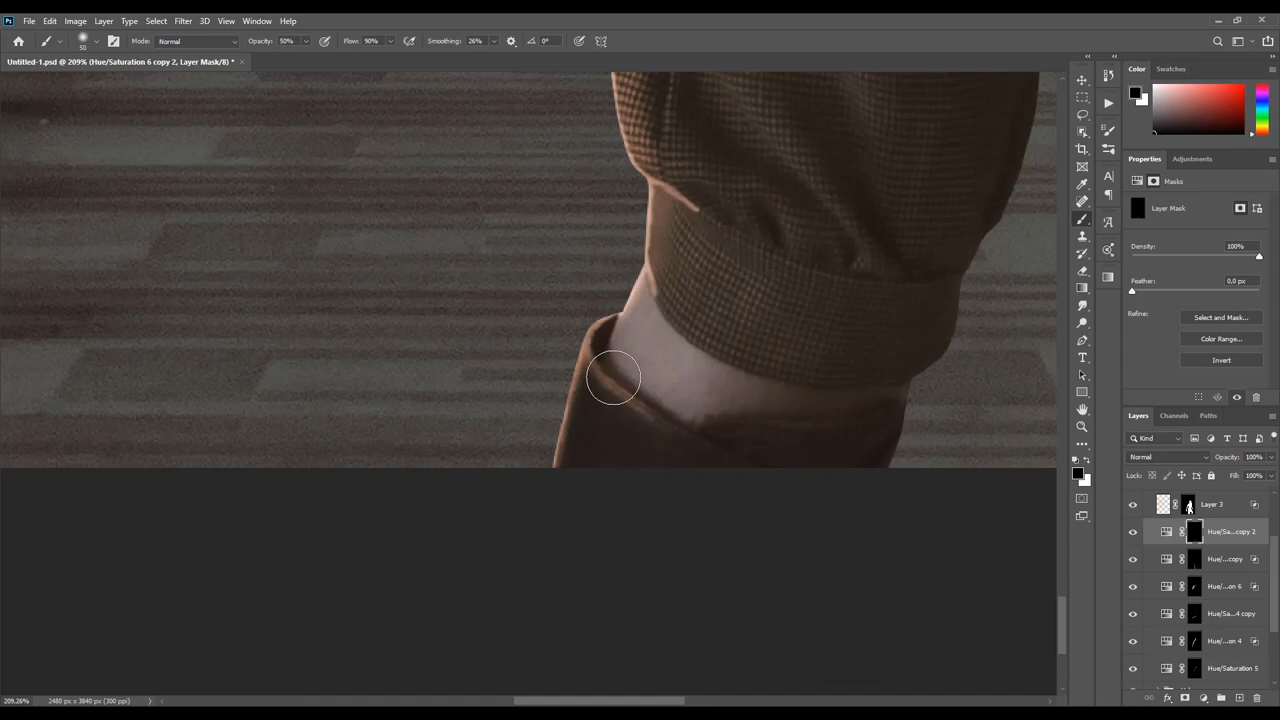 Ps File Edit Image Layer Type Select Filter 3D View Window Help
50 Mode: Normal Opacity: 50% Flow: 90% Smoothing: 26% 0°
Untitled-1.psd @ 209% (Hue/Saturation 6 copy 2, Layer Mask/8) *
Color Swatches
Properties Adjustments
Masks
Layer Mask
Density: 100%
Feather: 0,0 px
Refine: Select and Mask...
Color Range...
Invert
Layers Channels Paths
Kind
Normal Opacity: 100%
Lock: Fill: 100%
Layer 3
Hue/Sa...copy 2
Hue/...copy
Hue/...on 6
Hue/Sa...4 copy
Hue/...on 4
Hue/Saturation 5
209,26% 2480 px x 3840 px (300 ppi)